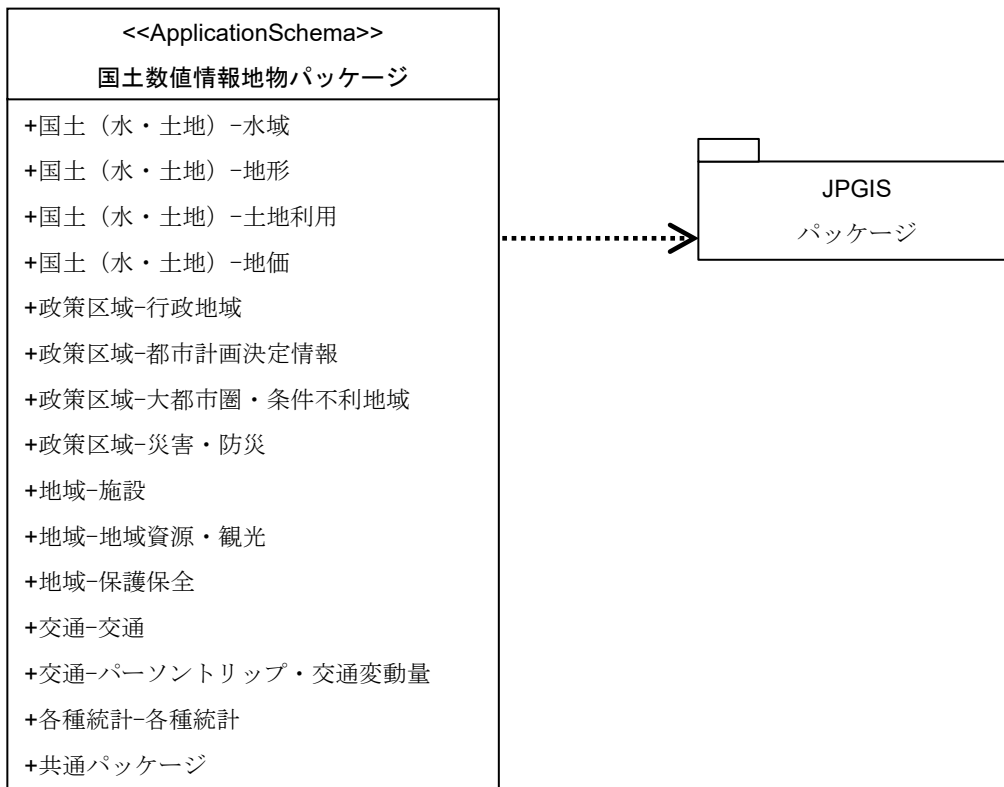 <<ApplicationSchema>>
国土数値情報地物パッケージ
+国土（水・土地）-水域
+国土（水・土地）-地形
+国土（水・土地）-土地利用
+国土（水・土地）-地価
+政策区域-行政地域
+政策区域-都市計画決定情報
+政策区域-大都市圏・条件不利地域
+政策区域-災害・防災
+地域-施設
+地域-地域資源・観光
+地域-保護保全
+交通-交通
+交通-パーソントリップ・交通変動量
+各種統計-各種統計
+共通パッケージ
JPGIS
パッケージ